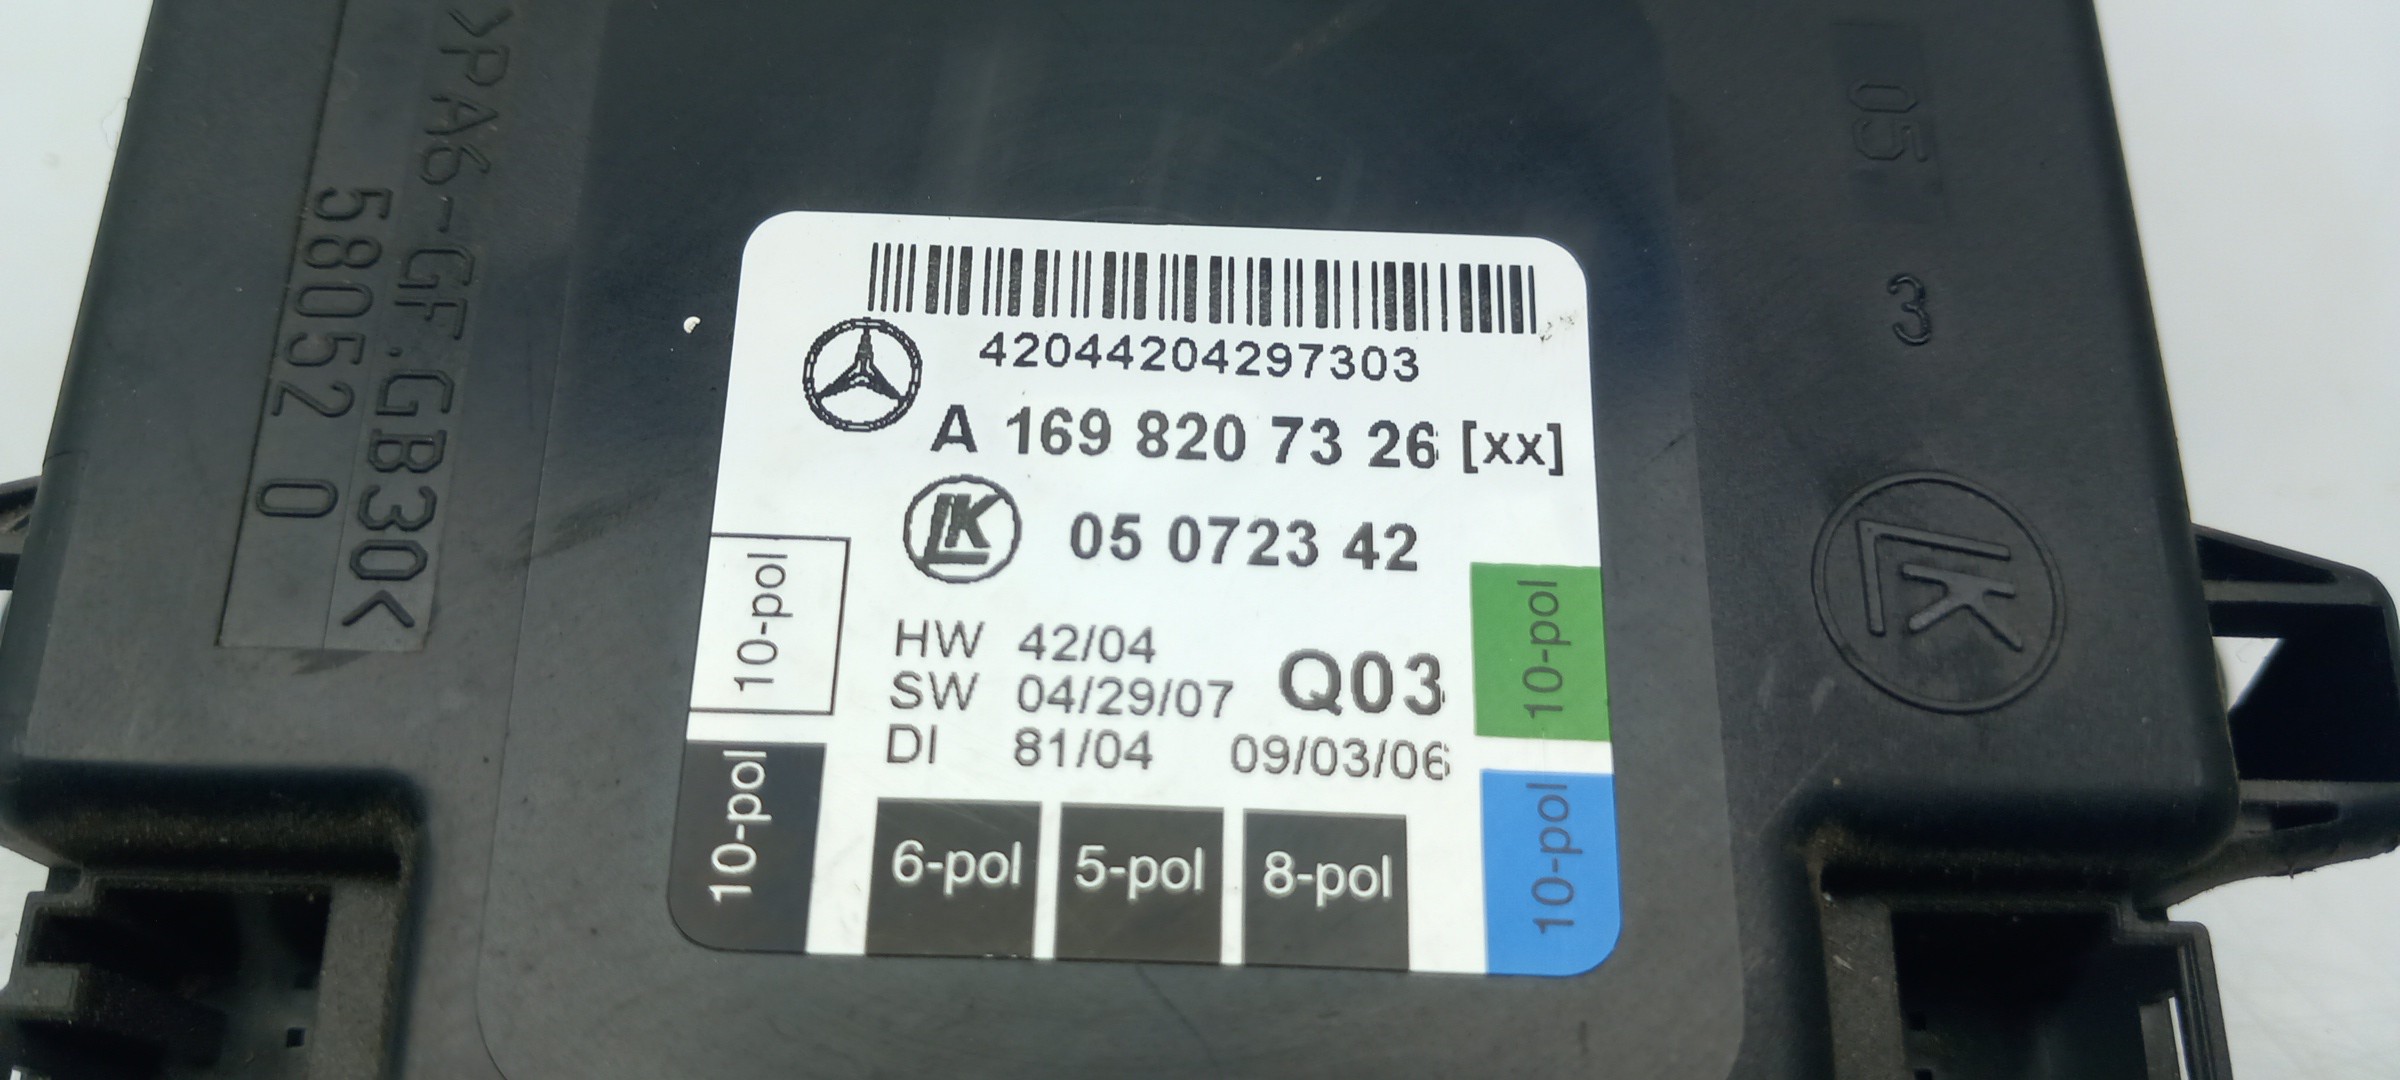 >PA6-GF.GB30<
58052 0
05
3
LK
42044204297303
A 169 820 73 26 [xx]
LK 05 0723 42
HW 42/04
SW 04/29/07 Q03
DI 81/04 09/03/06
10-pol
10-pol
6-pol 5-pol 8-pol
10-pol
10-pol